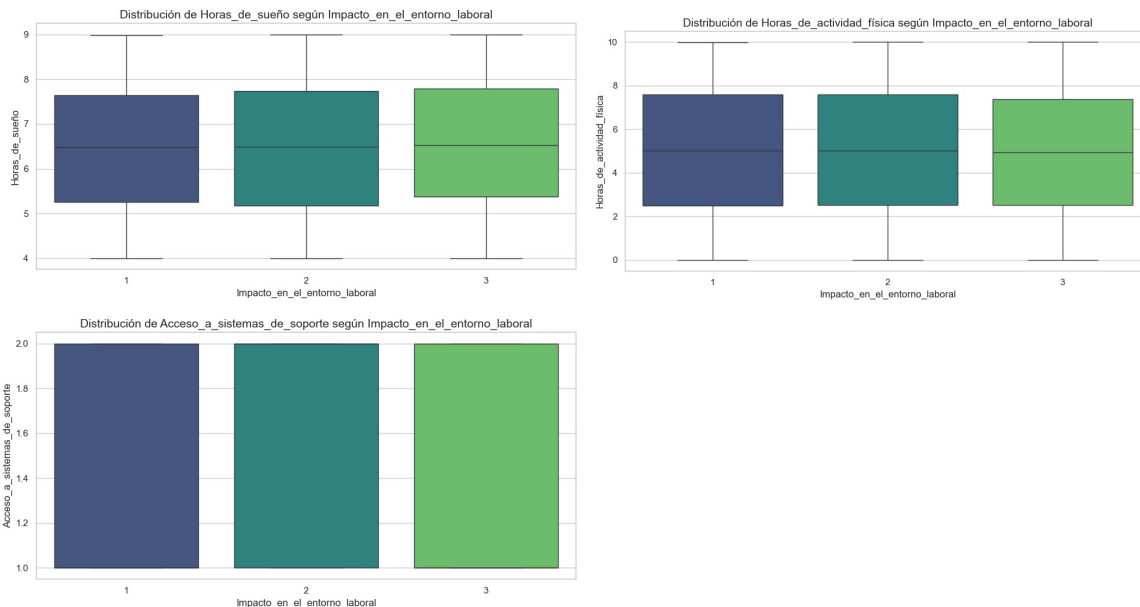 Distribución de Horas_de_sueño según Impacto_en_el_entorno_laboral
9
8
7
6
5
4
Horas_de_sueño
1 2 3
Impacto_en_el_entorno_laboral
Distribución de Horas_de_actividad_física según Impacto_en_el_entorno_laboral
10
8
6
4
2
0
Horas_de_actividad_física
1 2 3
Impacto_en_el_entorno_laboral
Distribución de Acceso_a_sistemas_de_soporte según Impacto_en_el_entorno_laboral
2.0
1.8
1.6
1.4
1.2
1.0
Acceso_a_sistemas_de_soporte
1 2 3
Impacto_en_el_entorno_laboral